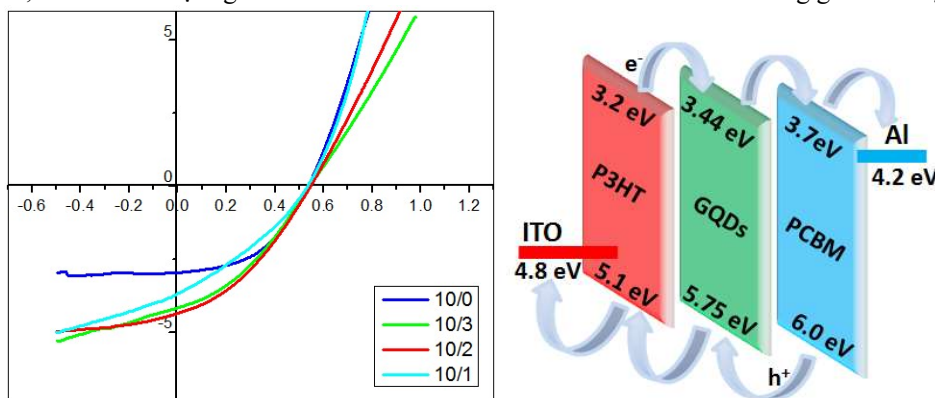 5
0
-0.6 -0.4 -0.2 0.0 0.2 0.4 0.6 0.8 1.0 1.2
-5
10/0
10/3
10/2
10/1
e-
3.2 eV
3.44 eV
3.7eV
Al
4.2 eV
P3HT
GQDs
PCBM
ITO
4.8 eV
5.1 eV
5.75 eV
6.0 eV
h+